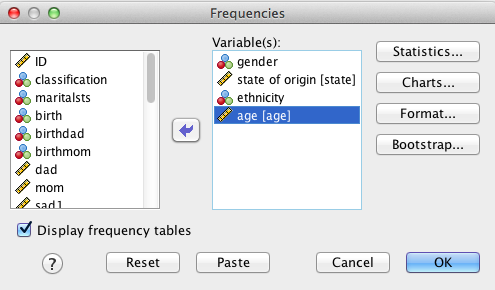 Frequencies
Variable(s):
ID
classification
maritalsts
birth
birthdad
birthmom
dad
mom
sad1
gender
state of origin [state]
ethnicity
age [age]
Statistics...
Charts...
Format...
Bootstrap...
Display frequency tables
?
Reset
Paste
Cancel
OK